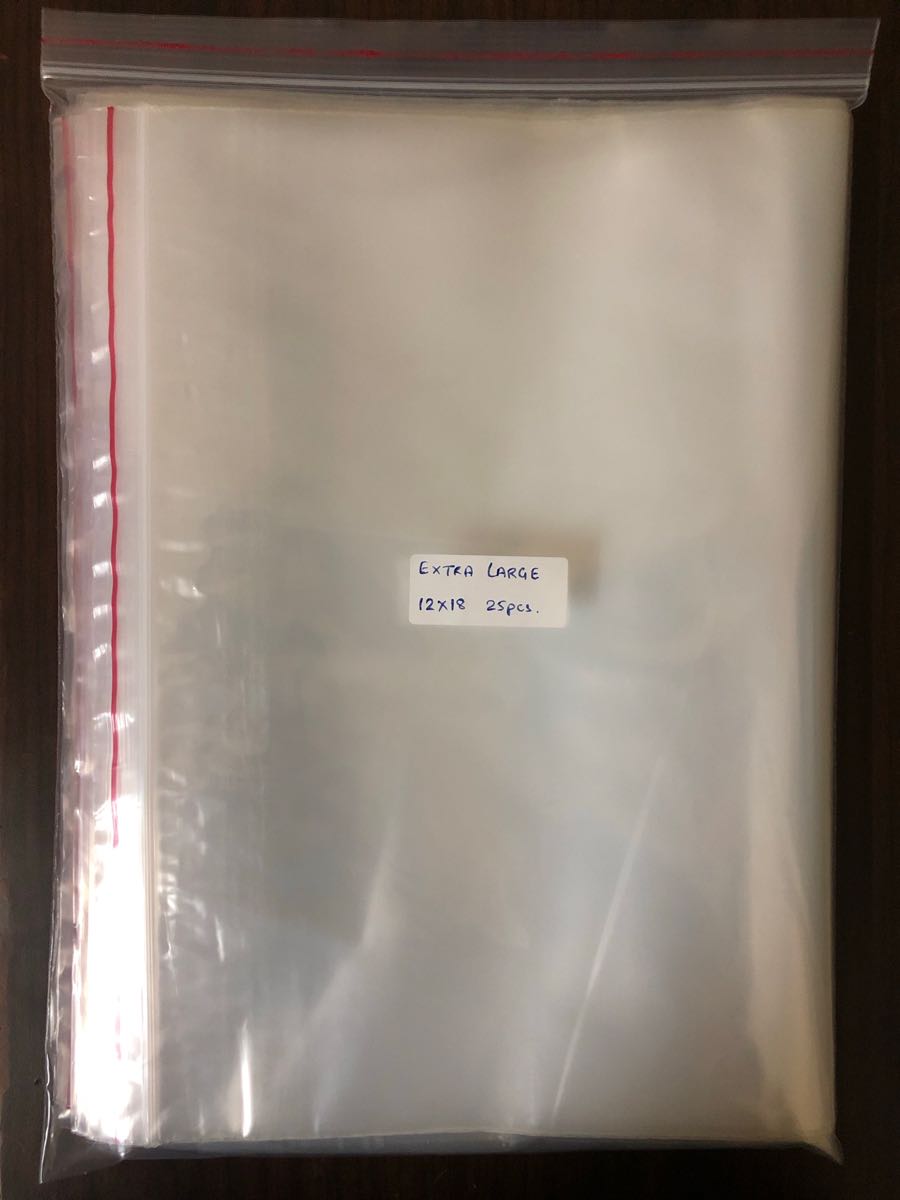 EXTRA LARGE
12X18 25pcs.